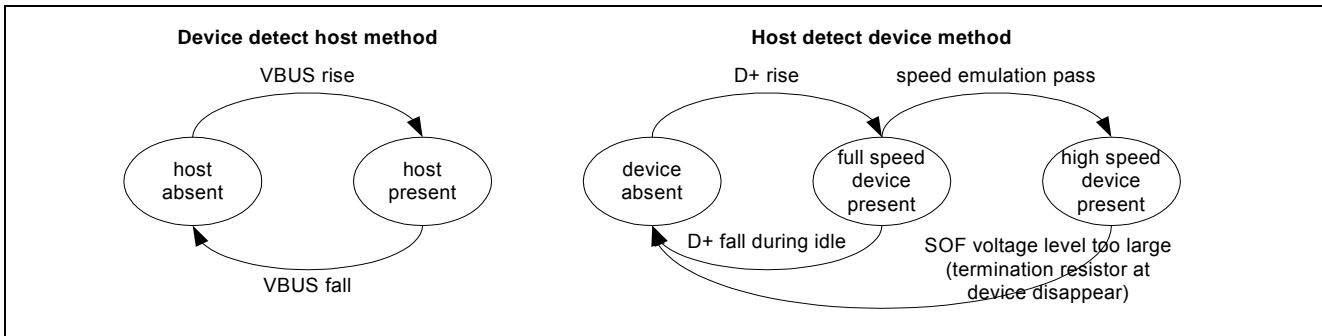 Device detect host method
VBUS rise
host
absent
host
present
VBUS fall
Host detect device method
D+ rise
speed emulation pass
device
absent
full speed
device
present
high speed
device
present
D+ fall during idle
SOF voltage level too large
(termination resistor at
device disappear)